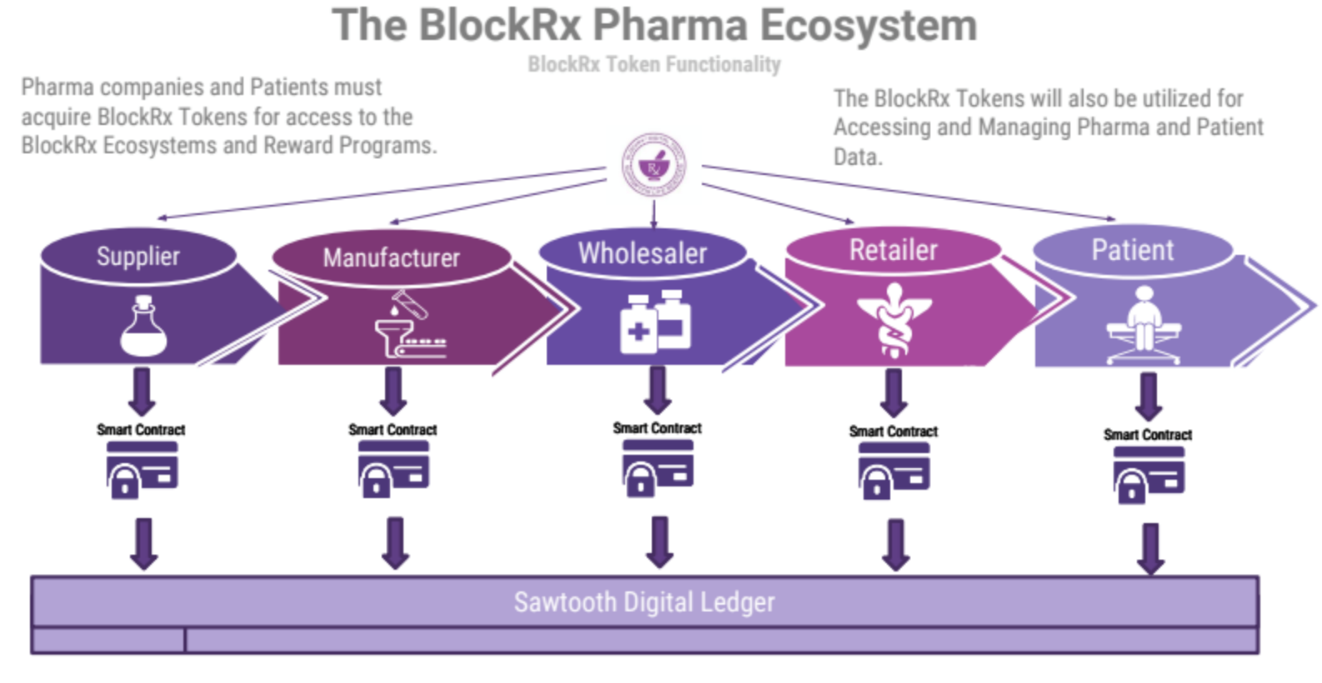 The BlockRx Pharma Ecosystem
BlockRx Token Functionality
Pharma companies and Patients must
acquire BlockRx Tokens for access to the
BlockRx Ecosystems and Reward Programs.
The BlockRx Tokens will also be utilized for
Accessing and Managing Pharma and Patient
Data.
Rx
Supplier
Manufacturer
Wholesaler
Retailer
Patient
Smart Contract
Smart Contract
Smart Contract
Smart Contract
Smart Contract
Sawtooth Digital Ledger